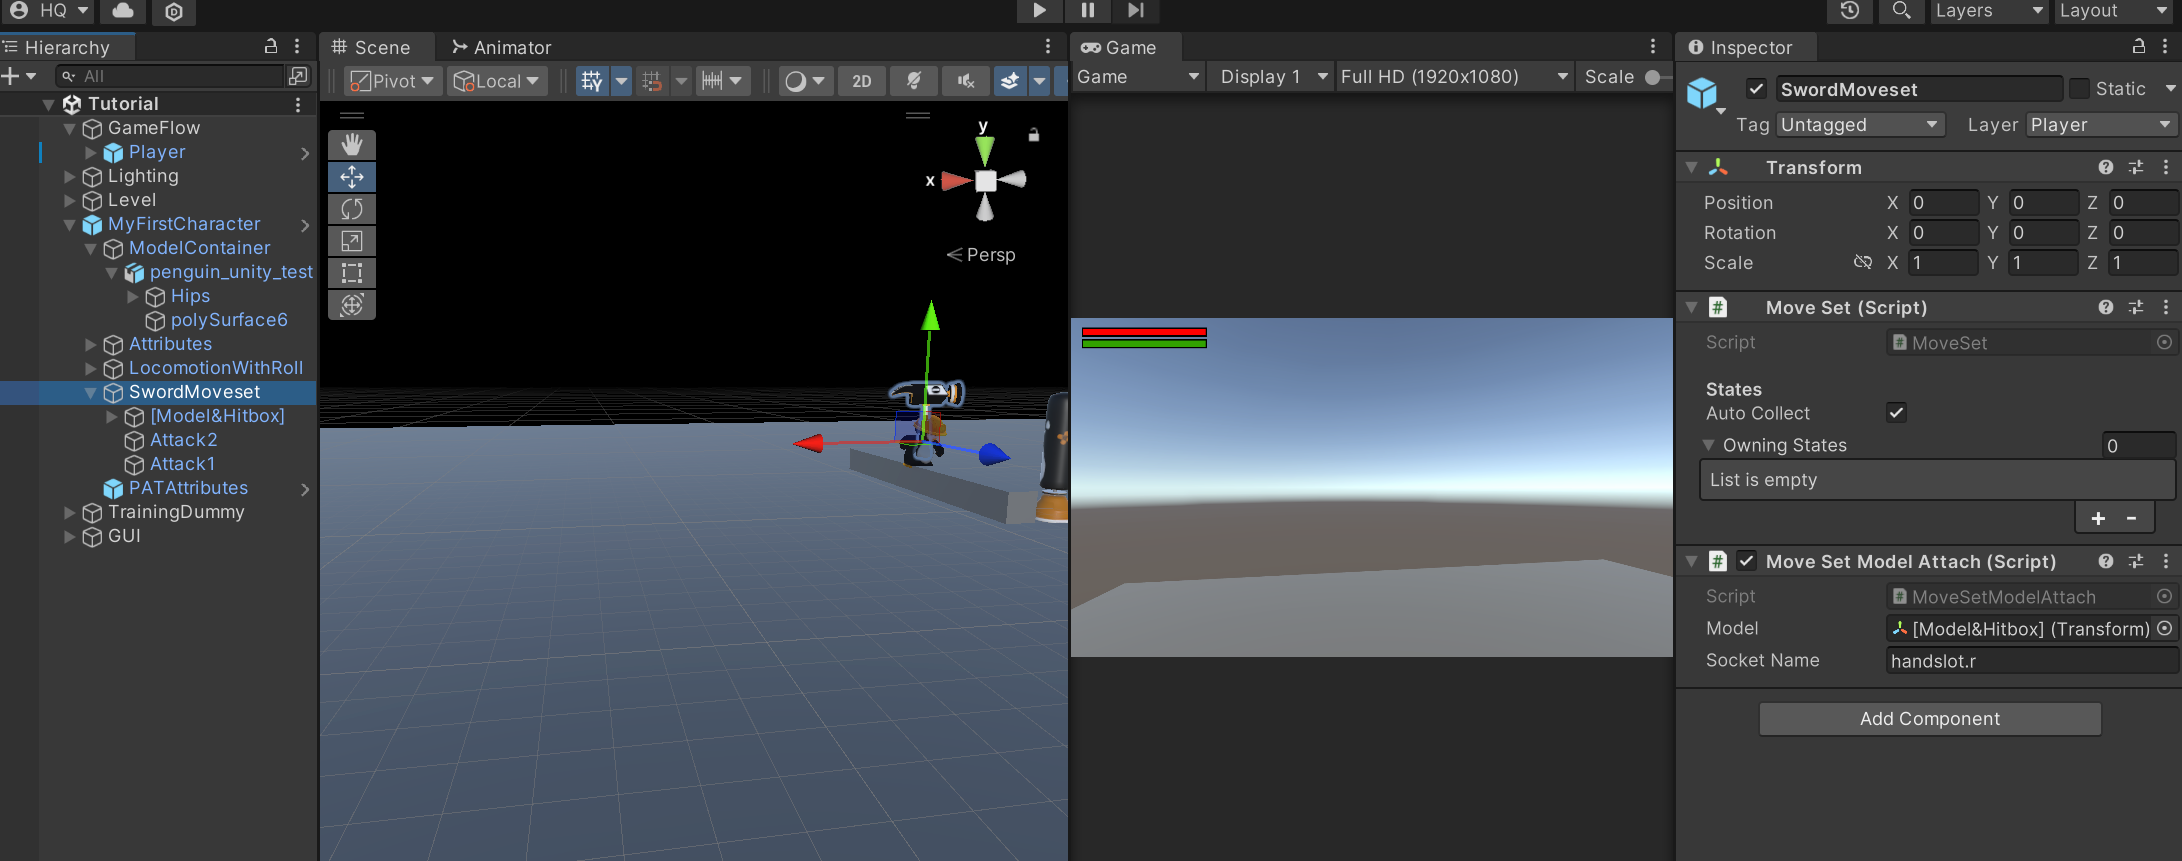 HQ
Layers
Layout
Hierarchy
All
Tutorial
GameFlow
Player
Lighting
Level
MyFirstCharacter
ModelContainer
penguin_unity_test
Hips
polySurface6
Attributes
LocomotionWithRoll
SwordMoveset
[Model&Hitbox]
Attack2
Attack1
PATAttributes
TrainingDummy
GUI
Scene
Animator
Pivot
Local
2D
y
x
Persp
Game
Game
Display 1
Full HD (1920x1080)
Scale
Inspector
SwordMoveset
Static
Tag Untagged
Layer Player
Transform
Position X 0 Y 0 Z 0
Rotation X 0 Y 0 Z 0
Scale X 1 Y 1 Z 1
Move Set (Script)
Script MoveSet
States
Auto Collect
Owning States 0
List is empty
+ -
Move Set Model Attach (Script)
Script MoveSetModelAttach
Model [Model&Hitbox] (Transform)
Socket Name handslot.r
Add Component